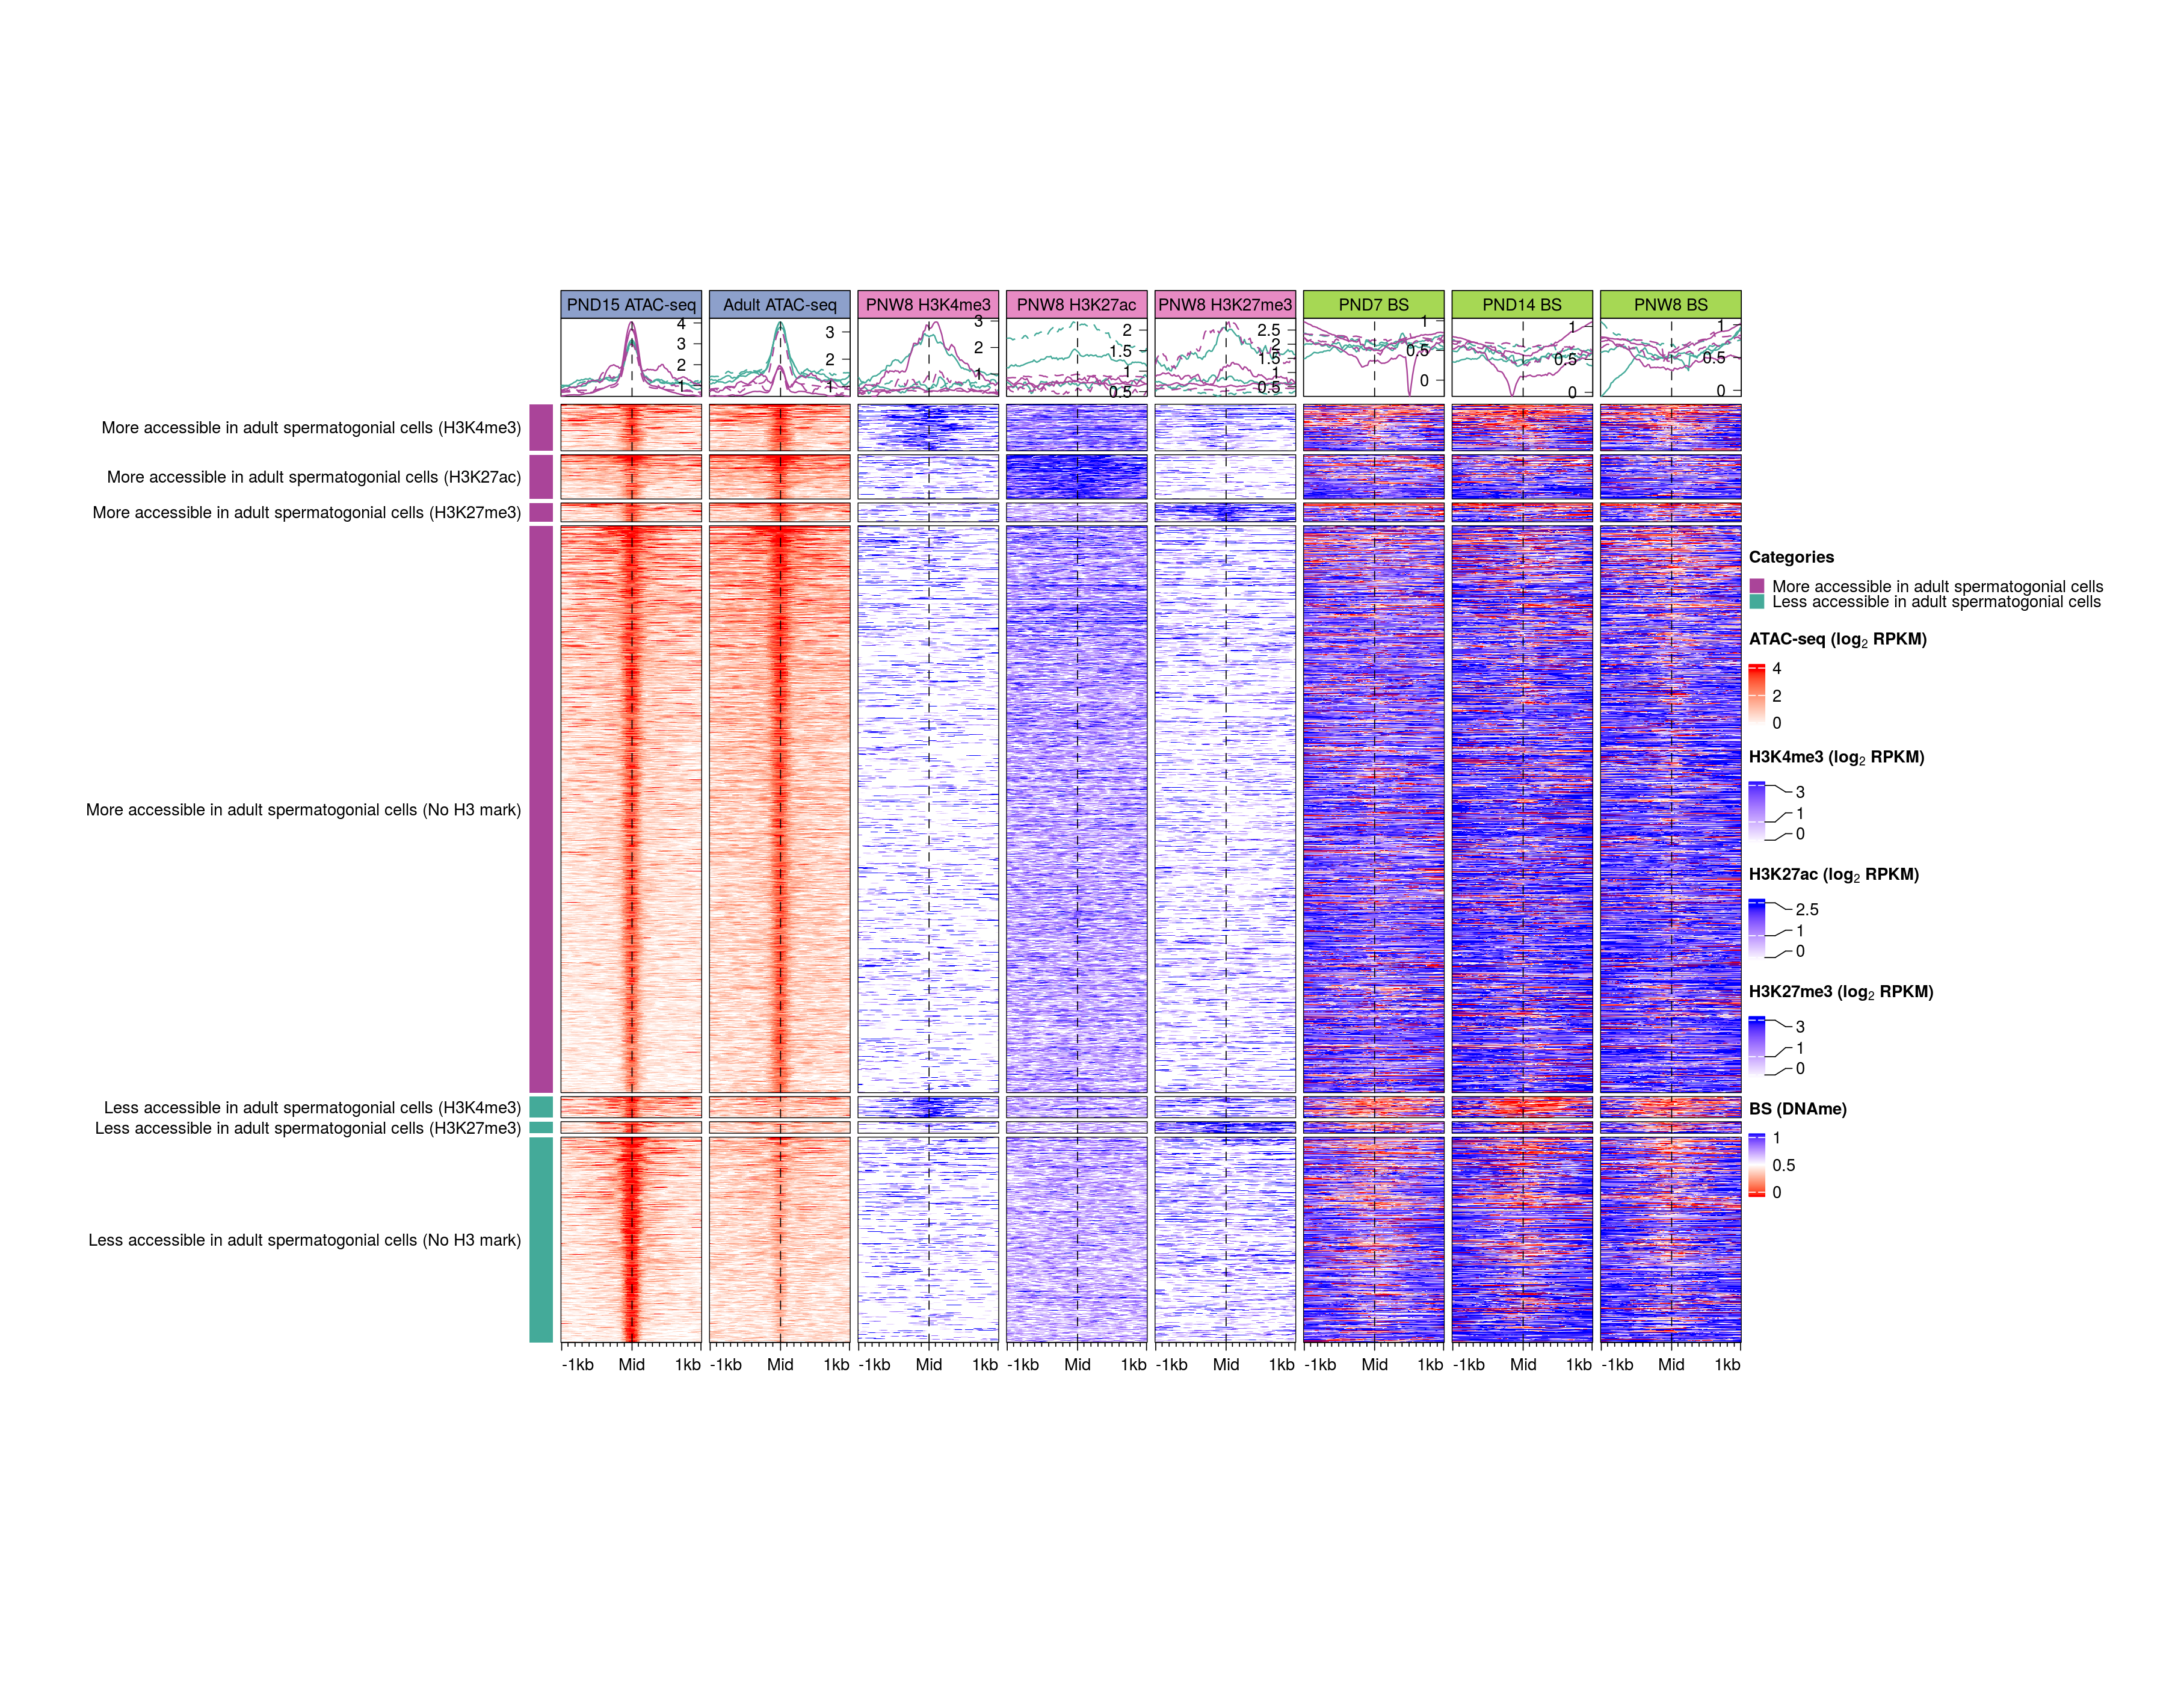 PND15 ATAC-seq
Adult ATAC-seq
PNW8 H3K4me3
PNW8 H3K27ac
PNW8 H3K27me3
PND7 BS
PND14 BS
PNW8 BS
4
3
2
1
3
2
1
3
2
1
2
1.5
1
0.5
2.5
2
1.5
1
0.5
1
0.5
0
1
0.5
0
1
0.5
0
More accessible in adult spermatogonial cells (H3K4me3)
More accessible in adult spermatogonial cells (H3K27ac)
More accessible in adult spermatogonial cells (H3K27me3)
More accessible in adult spermatogonial cells (No H3 mark)
Less accessible in adult spermatogonial cells (H3K4me3)
Less accessible in adult spermatogonial cells (H3K27me3)
Less accessible in adult spermatogonial cells (No H3 mark)
-1kb Mid 1kb
-1kb Mid 1kb
-1kb Mid 1kb
-1kb Mid 1kb
-1kb Mid 1kb
-1kb Mid 1kb
-1kb Mid 1kb
-1kb Mid 1kb
Categories
More accessible in adult spermatogonial cells
Less accessible in adult spermatogonial cells
ATAC-seq (log₂ RPKM)
4
2
0
H3K4me3 (log₂ RPKM)
3
1
0
H3K27ac (log₂ RPKM)
2.5
1
0
H3K27me3 (log₂ RPKM)
3
1
0
BS (DNAme)
1
0.5
0